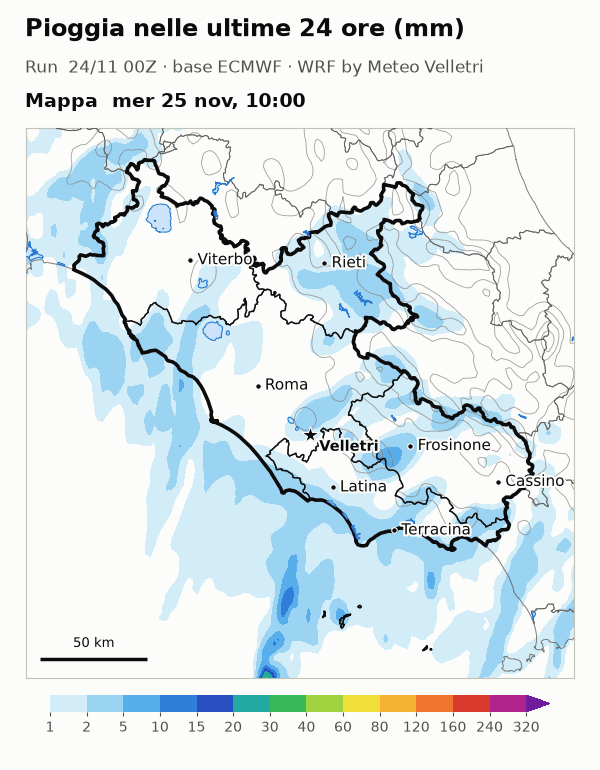 Pioggia nelle ultime 24 ore (mm)
Run  24/11 00Z · base ECMWF · WRF by Meteo Velletri
Mappa  mer 25 nov, 10:00
Viterbo
Rieti
Roma
Velletri
Frosinone
Latina
Cassino
Terracina
50 km
1 2 5 10 15 20 30 40 60 80 120 160 240 320